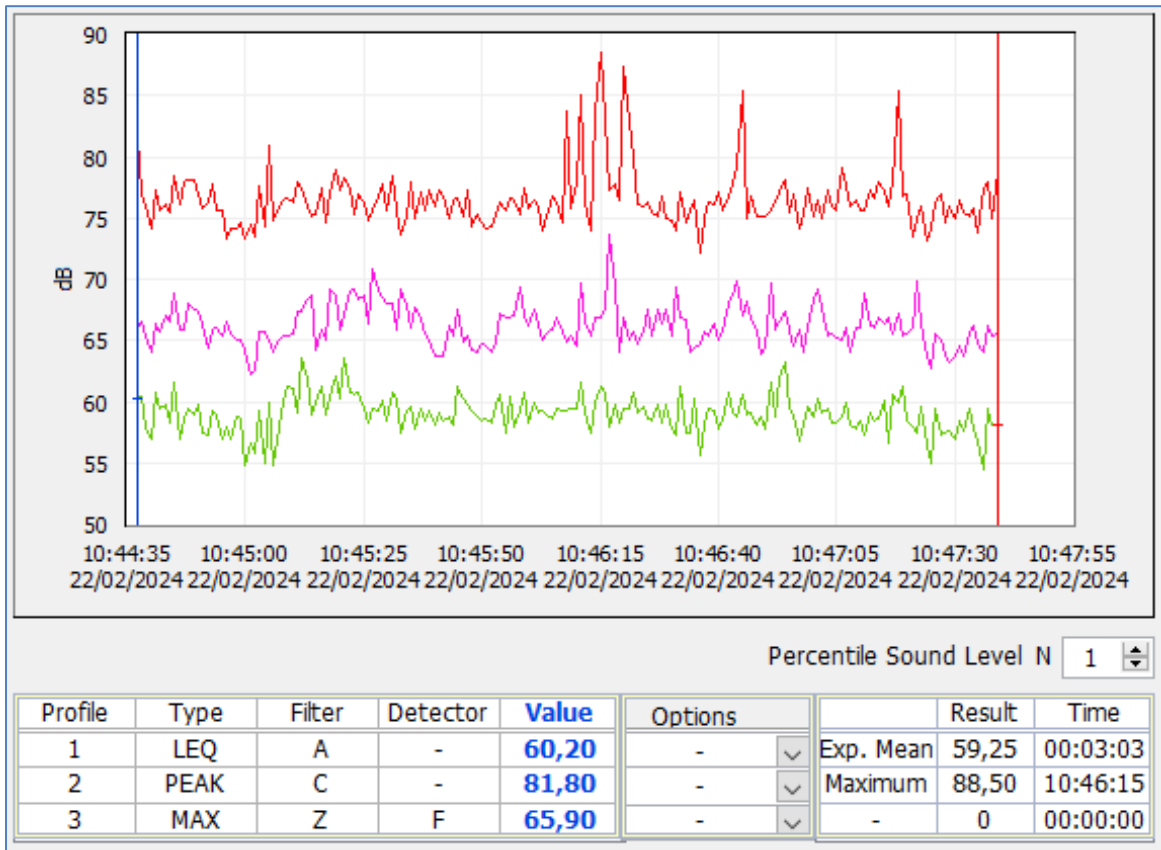 90
85
80
75
70
65
60
55
50
dB
10:44:35 10:45:00 10:45:25 10:45:50 10:46:15 10:46:40 10:47:05 10:47:30 10:47:55
22/02/2024 22/02/2024 22/02/2024 22/02/2024 22/02/2024 22/02/2024 22/02/2024 22/02/2024 22/02/2024
Percentile Sound Level N 1
Profile Type Filter Detector Value Options Result Time
1 LEQ A - 60,20 - Exp. Mean 59,25 00:03:03
2 PEAK C - 81,80 - Maximum 88,50 10:46:15
3 MAX Z F 65,90 - - 0 00:00:00